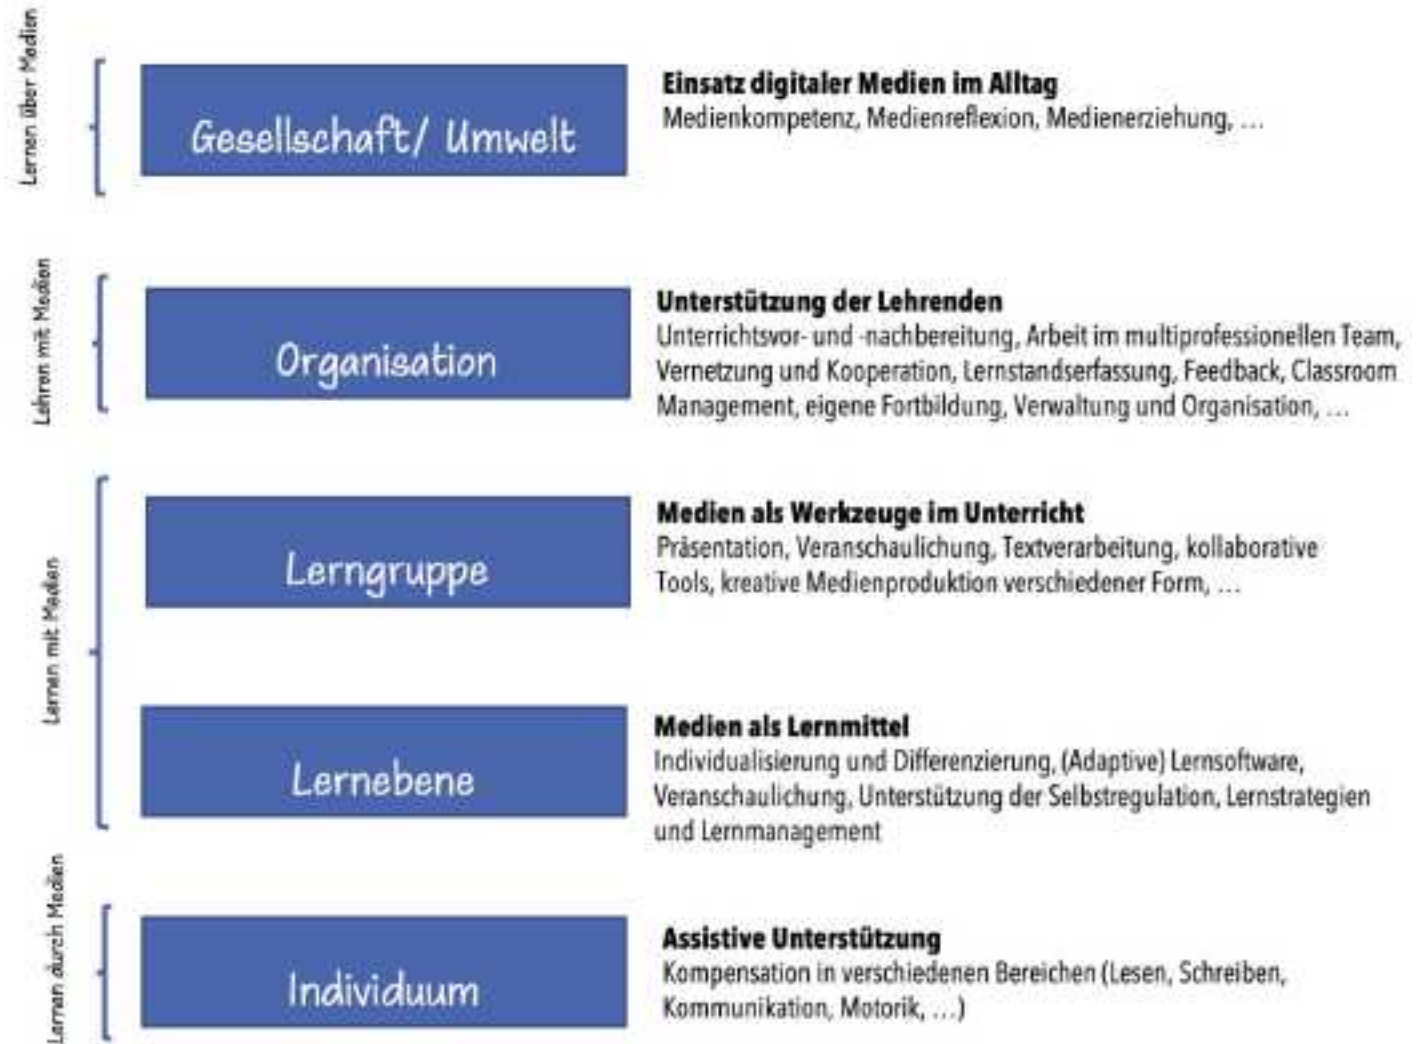 Lernen über Medien
Gesellschaft/ Umwelt
Einsatz digitaler Medien im Alltag
Medienkompetenz, Medienreflexion, Medienerziehung, …
Lehren mit Medien
Organisation
Unterstützung der Lehrenden
Unterrichtsvor- und -nachbereitung, Arbeit im multiprofessionellen Team,
Vernetzung und Kooperation, Lernstandserfassung, Feedback, Classroom
Management, eigene Fortbildung, Verwaltung und Organisation, …
Lernen mit Medien
Lerngruppe
Medien als Werkzeuge im Unterricht
Präsentation, Veranschaulichung, Textverarbeitung, kollaborative
Tools, kreative Medienproduktion verschiedener Form, …
Lernebene
Medien als Lernmittel
Individualisierung und Differenzierung, (Adaptive) Lernsoftware,
Veranschaulichung, Unterstützung der Selbstregulation, Lernstrategien
und Lernmanagement
Lernen durch Medien
Individuum
Assistive Unterstützung
Kompensation in verschiedenen Bereichen (Lesen, Schreiben,
Kommunikation, Motorik, …)